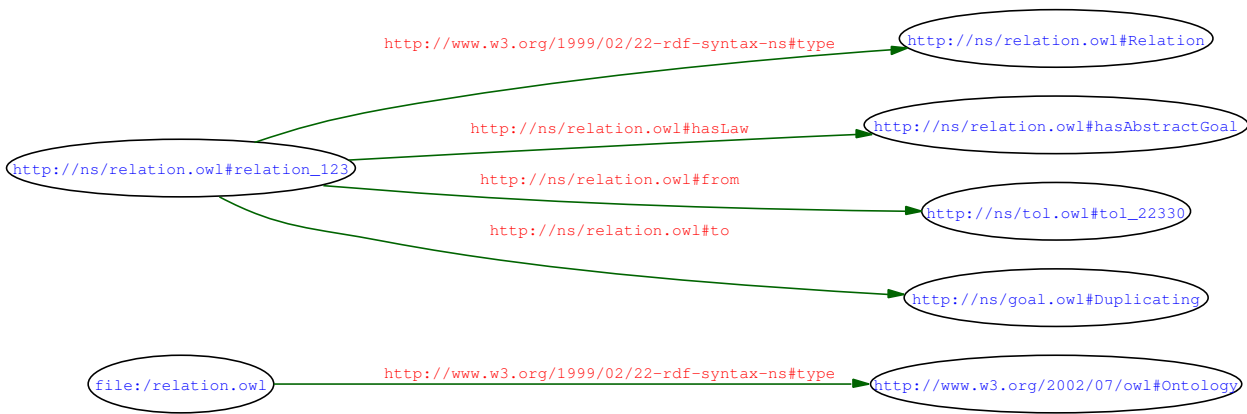 http://www.w3.org/1999/02/22-rdf-syntax-ns#type
http://ns/relation.owl#Relation
http://ns/relation.owl#hasLaw
http://ns/relation.owl#hasAbstractGoal
http://ns/relation.owl#relation_123
http://ns/relation.owl#from
http://ns/tol.owl#tol_22330
http://ns/relation.owl#to
http://ns/goal.owl#Duplicating
file:/relation.owl
http://www.w3.org/1999/02/22-rdf-syntax-ns#type
http://www.w3.org/2002/07/owl#Ontology